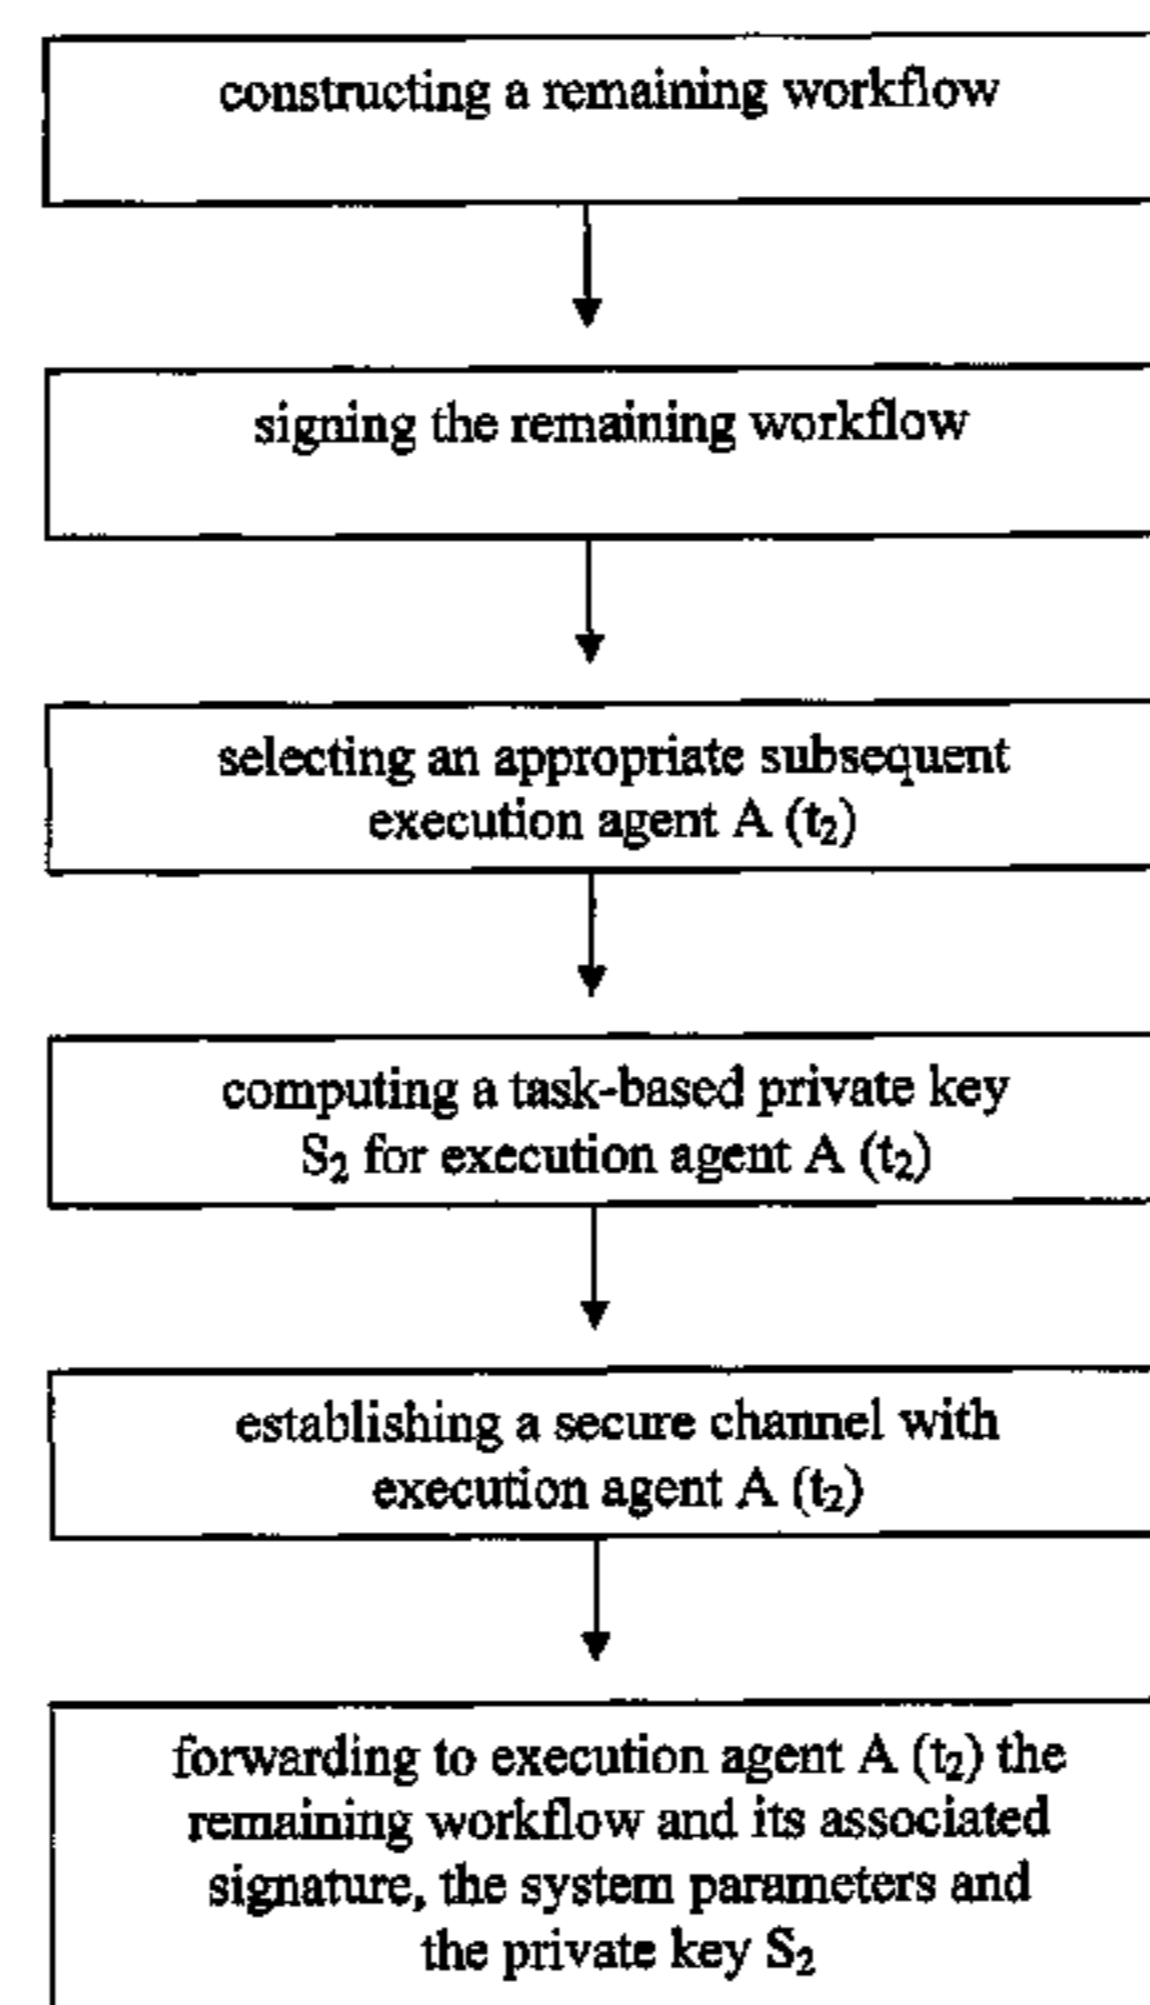 constructing a remaining workflow
signing the remaining workflow
selecting an appropriate subsequent
execution agent A (t₂)
computing a task-based private key
S₂ for execution agent A (t₂)
establishing a secure channel with
execution agent A (t₂)
forwarding to execution agent A (t₂) the
remaining workflow and its associated
signature, the system parameters and
the private key S₂